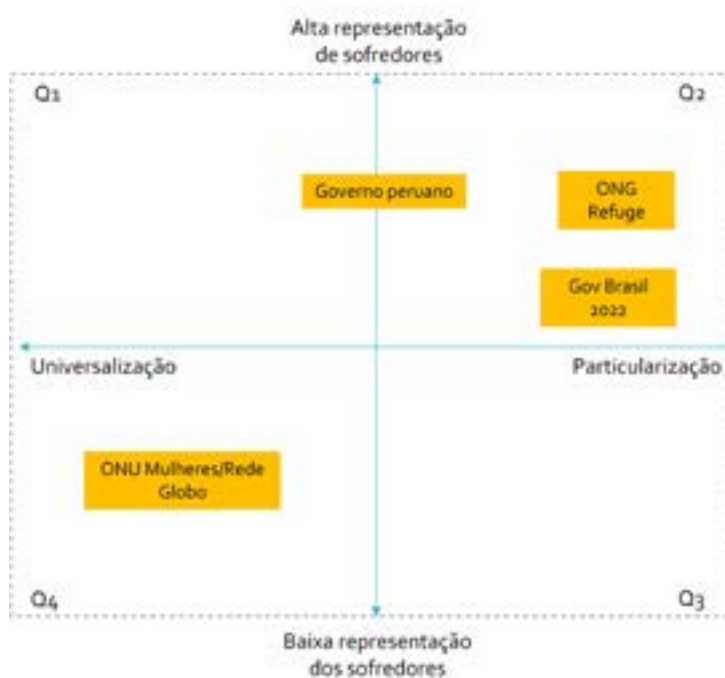 Alta representação
de sofredores
Q1
Q2
Governo peruano
ONG
Refuge
Gov Brasil
2022
Universalização
Particularização
ONU Mulheres/Rede
Globo
Q4
Q3
Baixa representação
dos sofredores